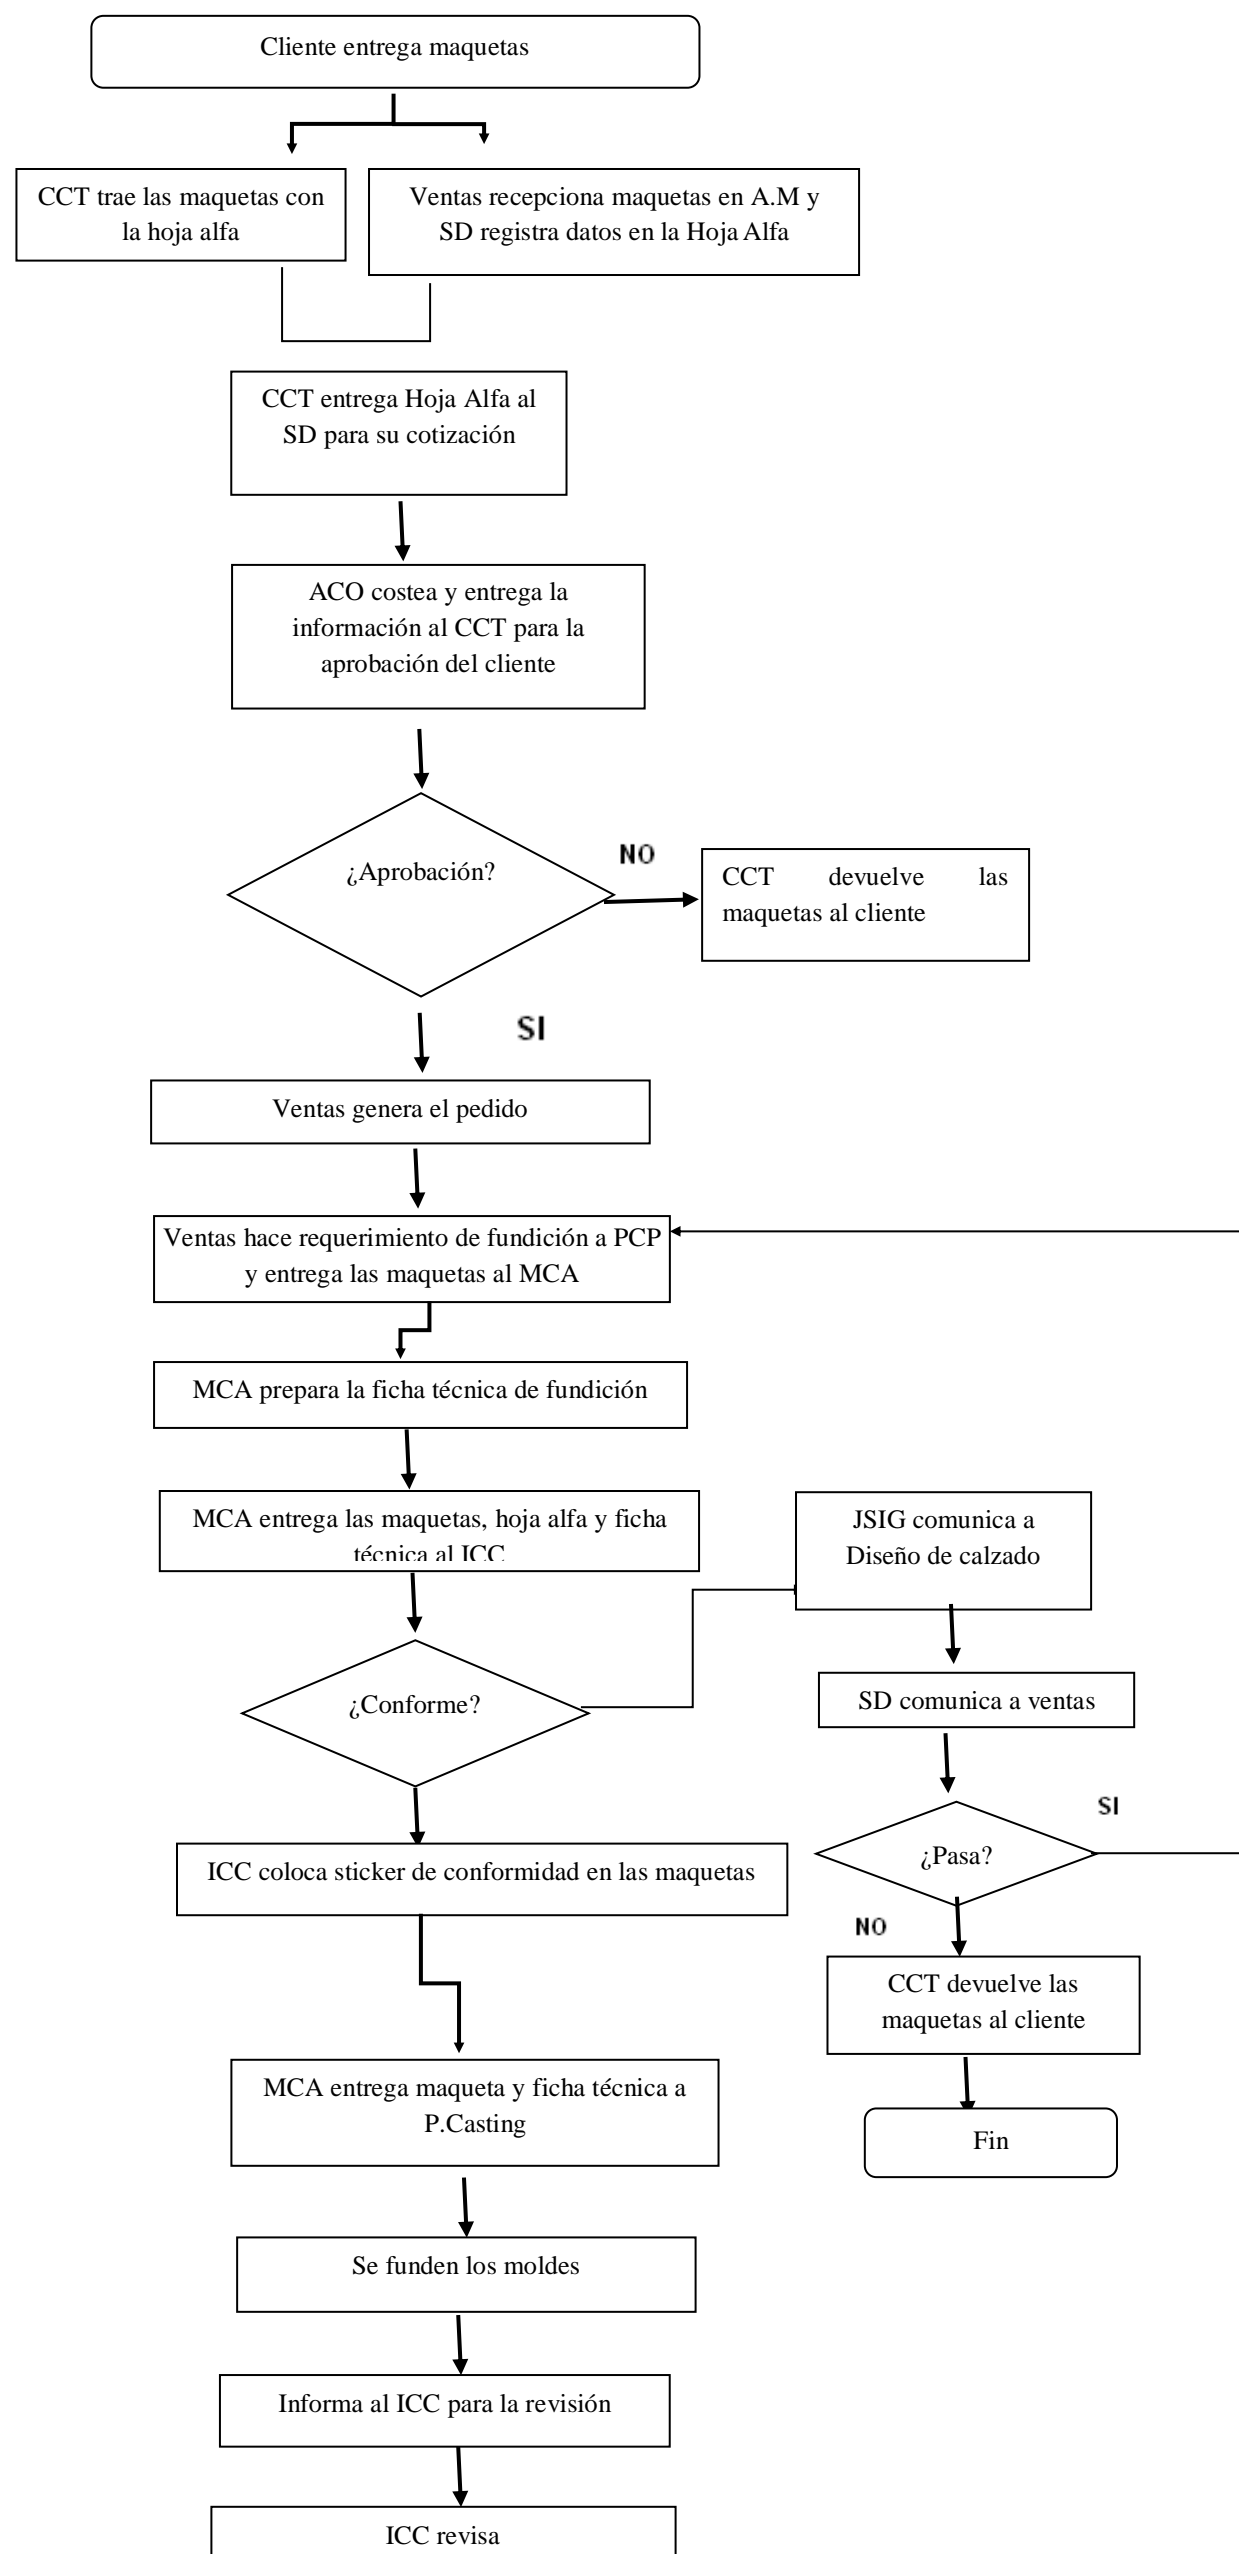 Cliente entrega maquetas
CCT trae las maquetas con
la hoja alfa
Ventas recepciona maquetas en A.M y
SD registra datos en la Hoja Alfa
CCT entrega Hoja Alfa al
SD para su cotización
ACO costea y entrega la
información al CCT para la
aprobación del cliente
¿Aprobación?
NO
CCT devuelve las
maquetas al cliente
SI
Ventas genera el pedido
Ventas hace requerimiento de fundición a PCP
y entrega las maquetas al MCA
MCA prepara la ficha técnica de fundición
MCA entrega las maquetas, hoja alfa y ficha
técnica al ICC
JSIG comunica a
Diseño de calzado
¿Conforme?
SD comunica a ventas
SI
¿Pasa?
ICC coloca sticker de conformidad en las maquetas
NO
CCT devuelve las
maquetas al cliente
MCA entrega maqueta y ficha técnica a
P.Casting
Fin
Se funden los moldes
Informa al ICC para la revisión
ICC revisa